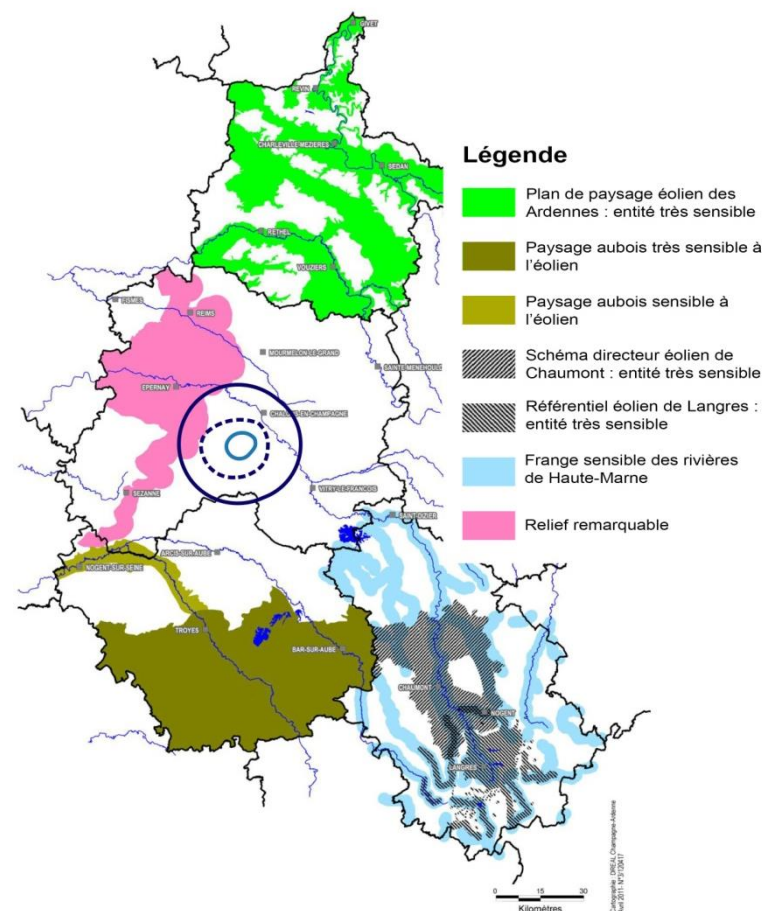 GIVET
REVIN
CHARLEVILLE-MEZIERES
SEDAN
RETHEL
VOUZIERS
FISMES
REIMS
MOURMELON-LE-GRAND
SAINTE-MENEHOULD
EPERNAY
CHALONS-EN-CHAMPAGNE
SEZANNE
VITRY-LE-FRANCOIS
SAINT-DIZIER
ARCIS-SUR-AUBE
NOGENT-SUR-SEINE
TROYES
BAR-SUR-AUBE
CHAUMONT
NOGENT
LANGRES
Légende
Plan de paysage éolien des
Ardennes : entité très sensible
Paysage aubois très sensible à
l'éolien
Paysage aubois sensible à
l'éolien
Schéma directeur éolien de
Chaumont : entité très sensible
Référentiel éolien de Langres :
entité très sensible
Frange sensible des rivières
de Haute-Marne
Relief remarquable
0 15 30
Kilomètres
Cartographie : DREAL Champagne-Ardenne